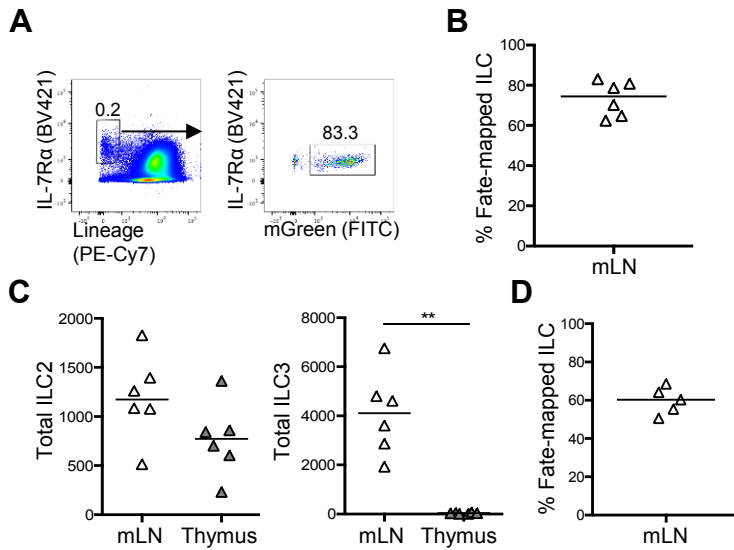 A
B
IL-7Rα (BV421)
0.2
Lineage
(PE-Cy7)
IL-7Rα (BV421)
83.3
mGreen (FITC)
% Fate-mapped ILC
100
80
60
40
20
0
mLN
C
D
Total ILC2
2000
1500
1000
500
0
mLN Thymus
Total ILC3
8000
6000
4000
2000
0
**
mLN Thymus
% Fate-mapped ILC
100
80
60
40
20
0
mLN